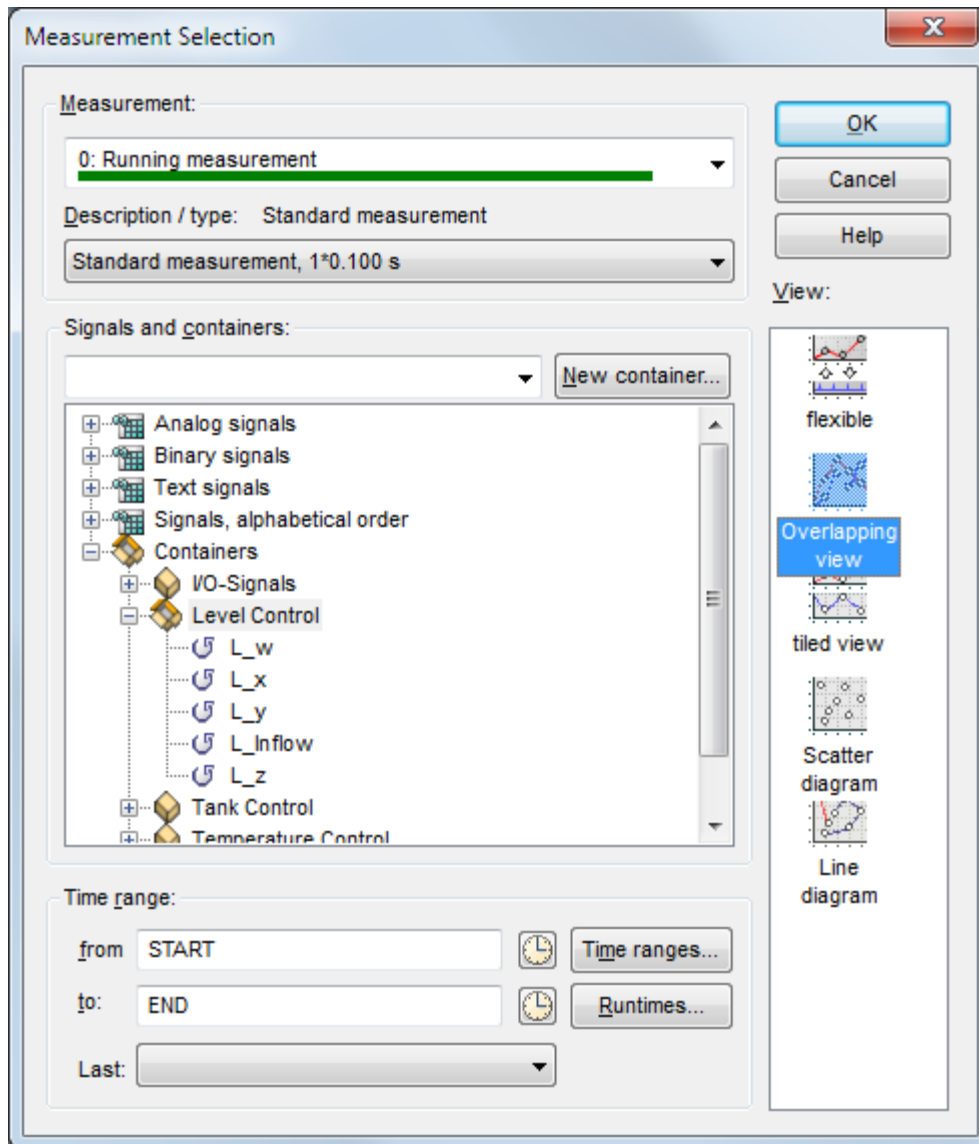 Measurement Selection
Measurement:
0: Running measurement
Description / type: Standard measurement
Standard measurement, 1*0.100 s
OK
Cancel
Help
View:
flexible
Overlapping
view
tiled view
Scatter
diagram
Line
diagram
Signals and containers:
New container...
Analog signals
Binary signals
Text signals
Signals, alphabetical order
Containers
I/O-Signals
Level Control
L_w
L_x
L_y
L_Inflow
L_z
Tank Control
Temperature Control
Time range:
from START
Time ranges...
to: END
Runtimes...
Last: